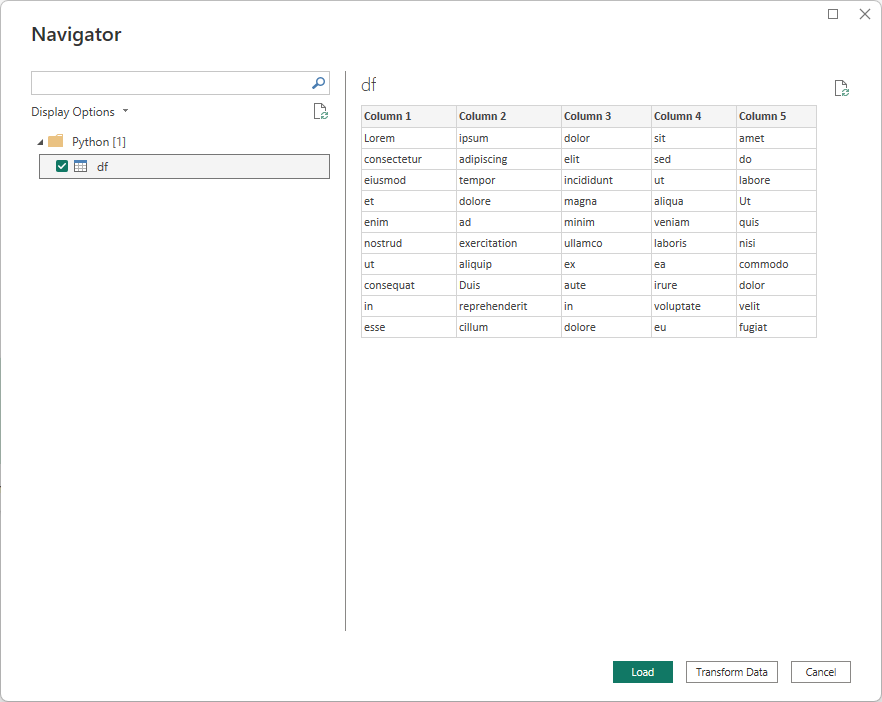 Navigator
Display Options
Python [1]
df
df
Column 1 Column 2 Column 3 Column 4 Column 5
Lorem ipsum dolor sit amet
consectetur adipiscing elit sed do
eiusmod tempor incididunt ut labore
et dolore magna aliqua Ut
enim ad minim veniam quis
nostrud exercitation ullamco laboris nisi
ut aliquip ex ea commodo
consequat Duis aute irure dolor
in reprehenderit in voluptate velit
esse cillum dolore eu fugiat
Load Transform Data Cancel